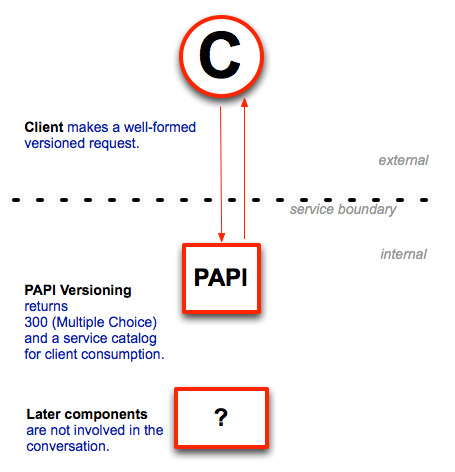 C
Client makes a well-formed
versioned request.
external
service boundary
internal
PAPI
PAPI Versioning
returns
300 (Multiple Choice)
and a service catalog
for client consumption.
Later components
are not involved in the
conversation.
?